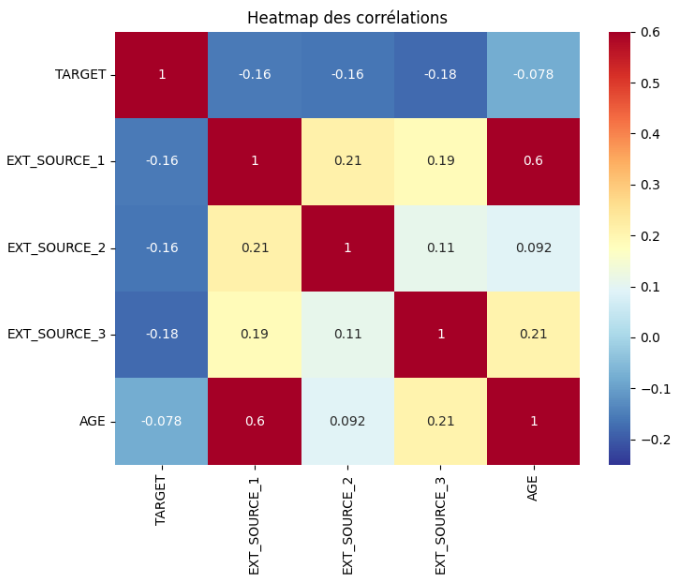 Heatmap des corrélations
TARGET 1 -0.16 -0.16 -0.18 -0.078
EXT_SOURCE_1 -0.16 1 0.21 0.19 0.6
EXT_SOURCE_2 -0.16 0.21 1 0.11 0.092
EXT_SOURCE_3 -0.18 0.19 0.11 1 0.21
AGE -0.078 0.6 0.092 0.21 1
TARGET
EXT_SOURCE_1
EXT_SOURCE_2
EXT_SOURCE_3
AGE
0.6
0.5
0.4
0.3
0.2
0.1
0.0
−0.1
−0.2